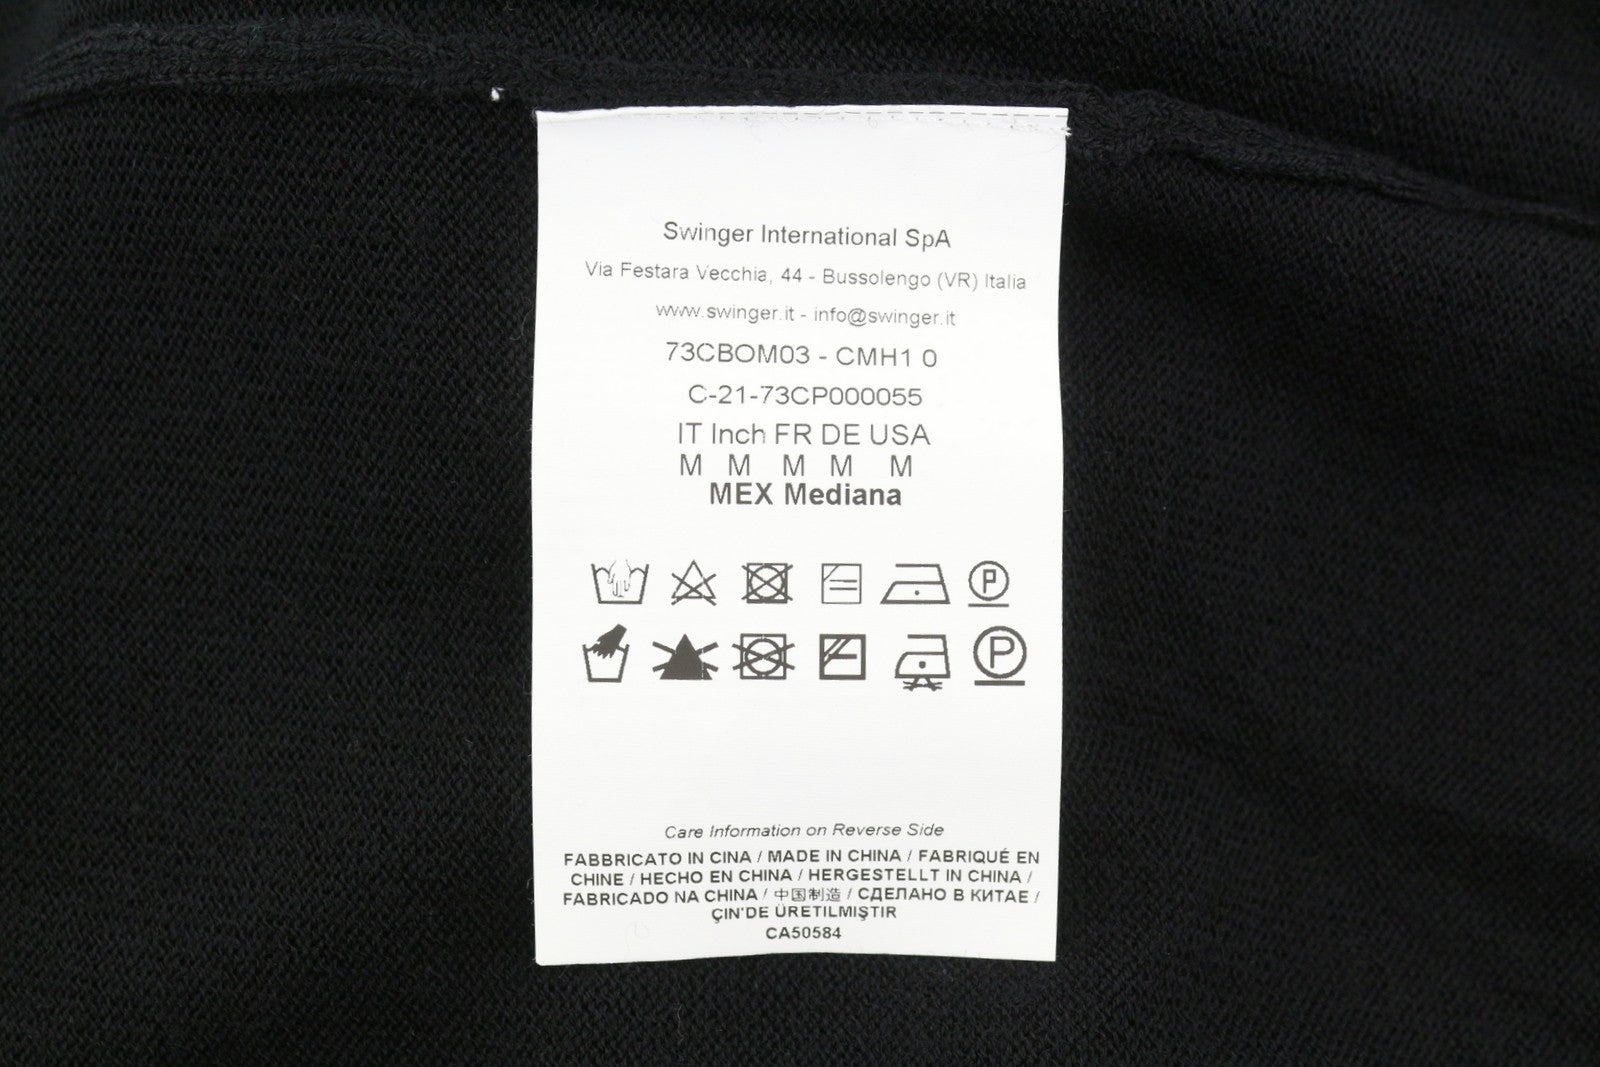 Swinger International SpA
Via Festara Vecchia, 44 - Bussolengo (VR) Italia
www.swinger.it - info@swinger.it
73CBOM03 - CMH1 0
C-21-73CP000055
IT Inch FR DE USA
M M M M M
MEX Mediana
P
P
Care Information on Reverse Side
FABBRICATO IN CINA / MADE IN CHINA / FABRIQUÉ EN
CHINE / HECHO EN CHINA / HERGESTELLT IN CHINA /
FABRICADO NA CHINA / 中国制造 / СДЕЛАНО В КИТАЕ /
ÇIN'DE ÜRETILMIŞTIR
CA50584